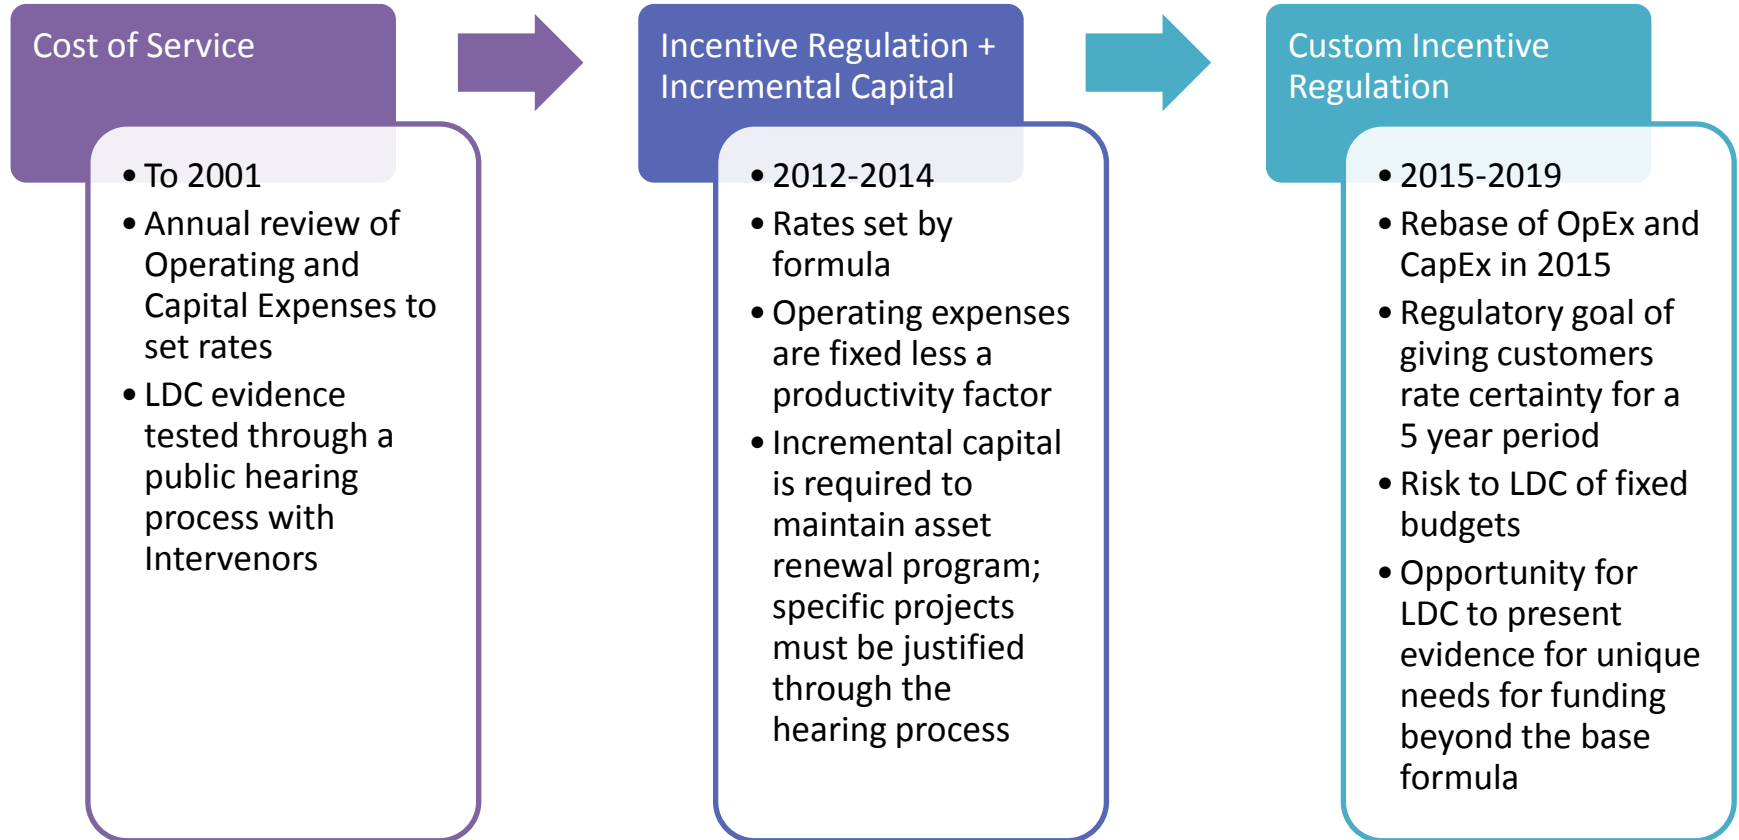 Cost of Service
• To 2001
• Annual review of
Operating and
Capital Expenses to
set rates
• LDC evidence
tested through a
public hearing
process with
Intervenors
Incentive Regulation +
Incremental Capital
• 2012-2014
• Rates set by
formula
• Operating expenses
are fixed less a
productivity factor
• Incremental capital
is required to
maintain asset
renewal program;
specific projects
must be justified
through the
hearing process
Custom Incentive
Regulation
• 2015-2019
• Rebase of OpEx and
CapEx in 2015
• Regulatory goal of
giving customers
rate certainty for a
5 year period
• Risk to LDC of fixed
budgets
• Opportunity for
LDC to present
evidence for unique
needs for funding
beyond the base
formula